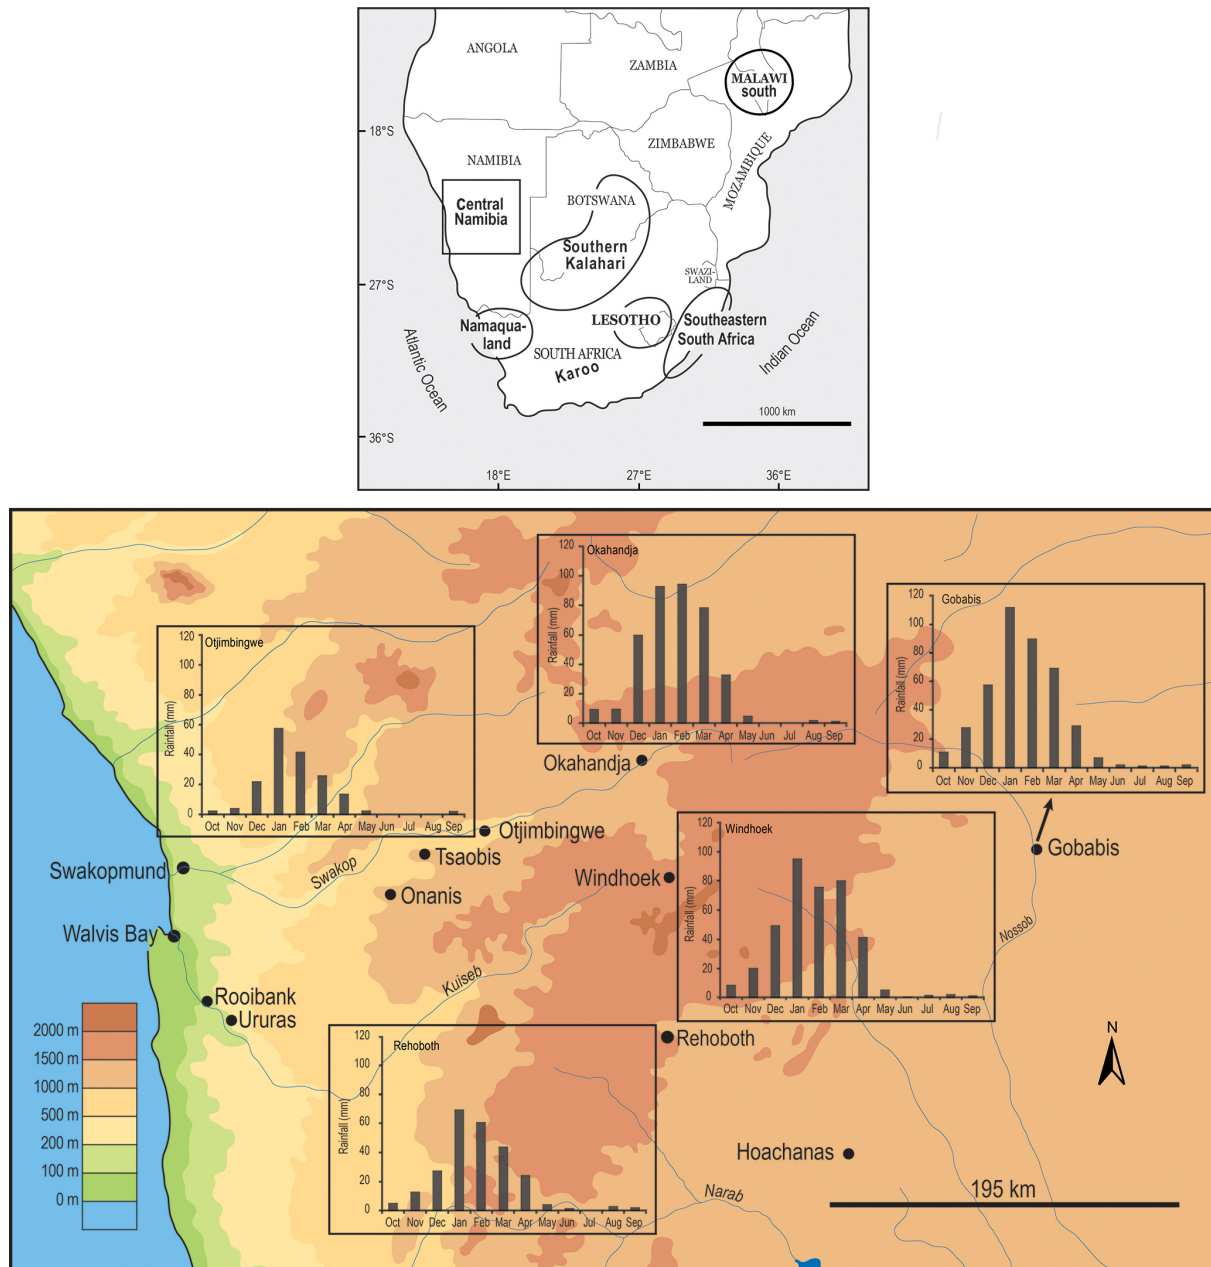 ANGOLA
ZAMBIA
MALAWI
south
18°S
ZIMBABWE
NAMIBIA
MOZAMBIQUE
Central
Namibia
BOTSWANA
Southern
Kalahari
SWAZI-
LAND
27°S
Namaqua-
land
LESOTHO
Southeastern
South Africa
SOUTH AFRICA
Karoo
Atlantic Ocean
Indian Ocean
1000 km
36°S
18°E
27°E
36°E
Okahandja
Rainfall (mm)
120
100
80
60
40
20
0
Oct Nov Dec Jan Feb Mar Apr May Jun Jul Aug Sep
Gobabis
Rainfall (mm)
120
100
80
60
40
20
0
Oct Nov Dec Jan Feb Mar Apr May Jun Jul Aug Sep
Otjimbingwe
Rainfall (mm)
120
100
80
60
40
20
0
Oct Nov Dec Jan Feb Mar Apr May Jun Jul Aug Sep
Okahandja
Otjimbingwe
Tsaobis
Swakopmund
Swakop
Onanis
Windhoek
Gobabis
Windhoek
Rainfall (mm)
120
100
80
60
40
20
0
Oct Nov Dec Jan Feb Mar Apr May Jun Jul Aug Sep
Walvis Bay
Nossob
Kuiseb
Rooibank
Ururas
Rehoboth
N
2000 m
1500 m
1000 m
500 m
200 m
100 m
0 m
Rehoboth
Rainfall (mm)
120
100
80
60
40
20
0
Oct Nov Dec Jan Feb Mar Apr May Jun Jul Aug Sep
Hoachanas
Narab
195 km